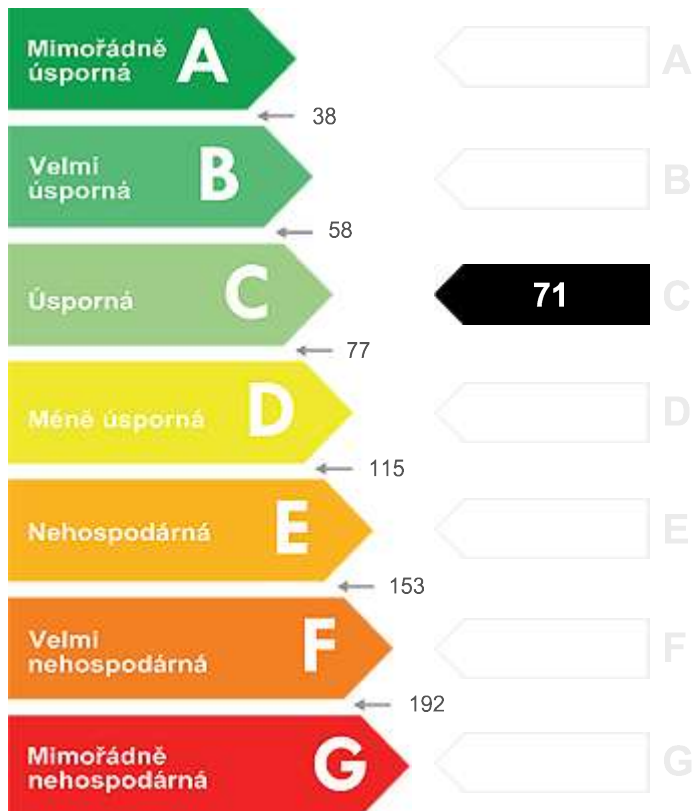 Mimořádně
úsporná
A
A
38
Velmi
úsporná
B
B
58
Úsporná
C
71
C
77
Méně úsporná
D
D
115
Nehospodárná
E
E
153
Velmi
nehospodárná
F
F
192
Mimořádně
nehospodárná
G
G